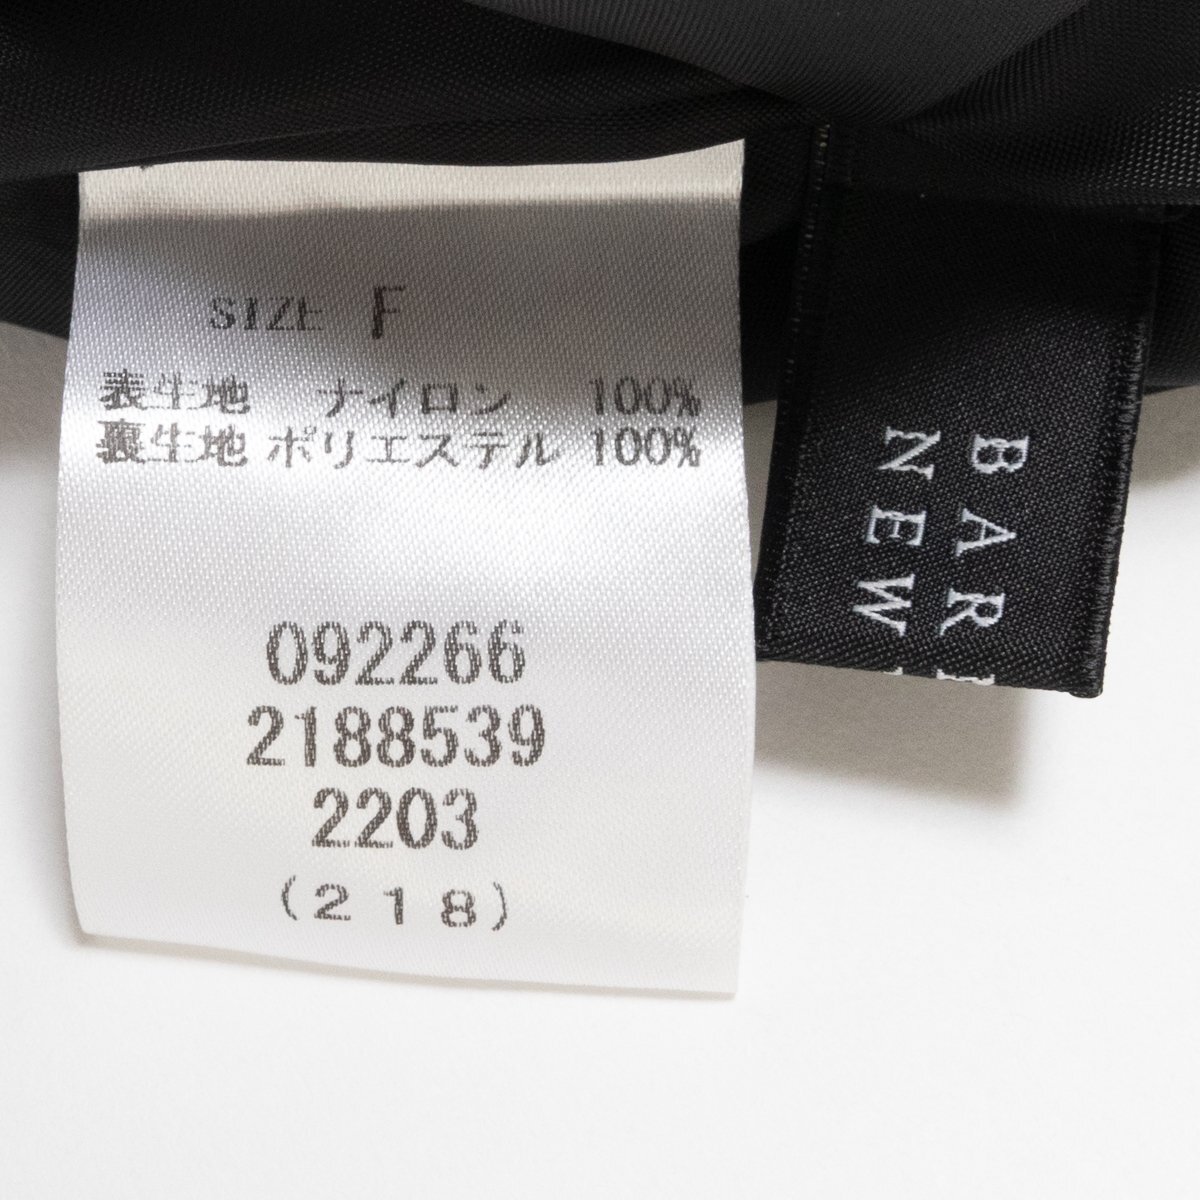 SIZE F
表生地 ナイロン 100%
裏生地 ポリエステル 100%
092266
2188539
2203
(218)
BAR
NEW